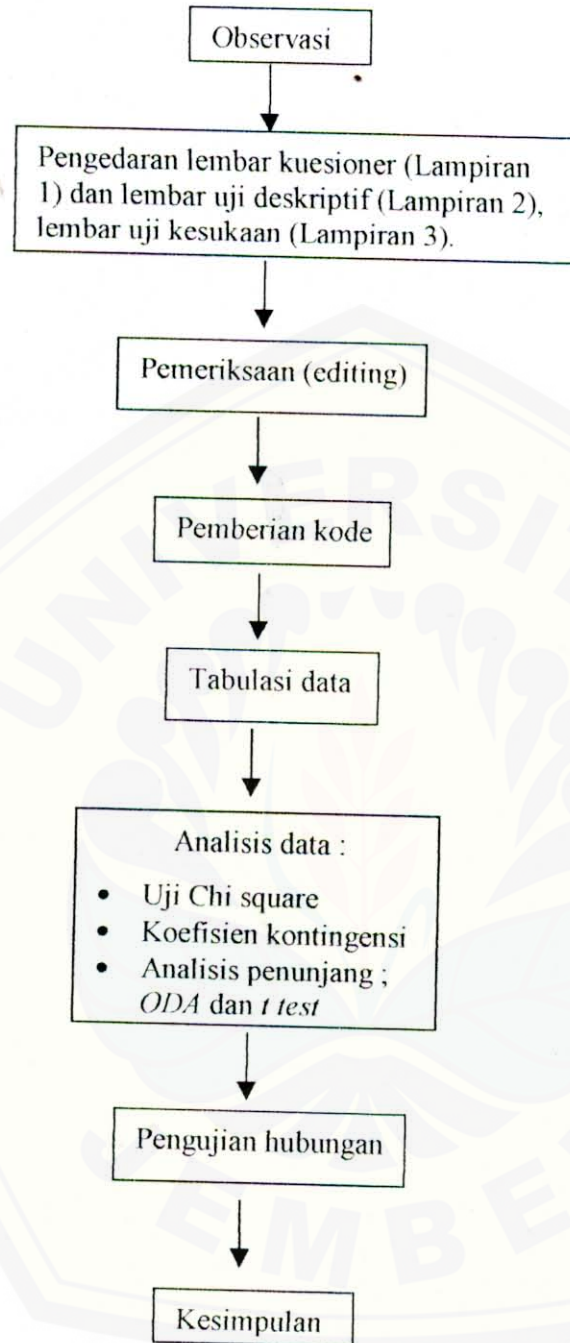 Observasi
Pengedaran lembar kuesioner (Lampiran
1) dan lembar uji deskriptif (Lampiran 2),
lembar uji kesukaan (Lampiran 3).
Pemeriksaan (editing)
Pemberian kode
Tabulasi data
Analisis data :
• Uji Chi square
• Koefisien kontingensi
• Analisis penunjang ;
ODA dan t test
Pengujian hubungan
Kesimpulan